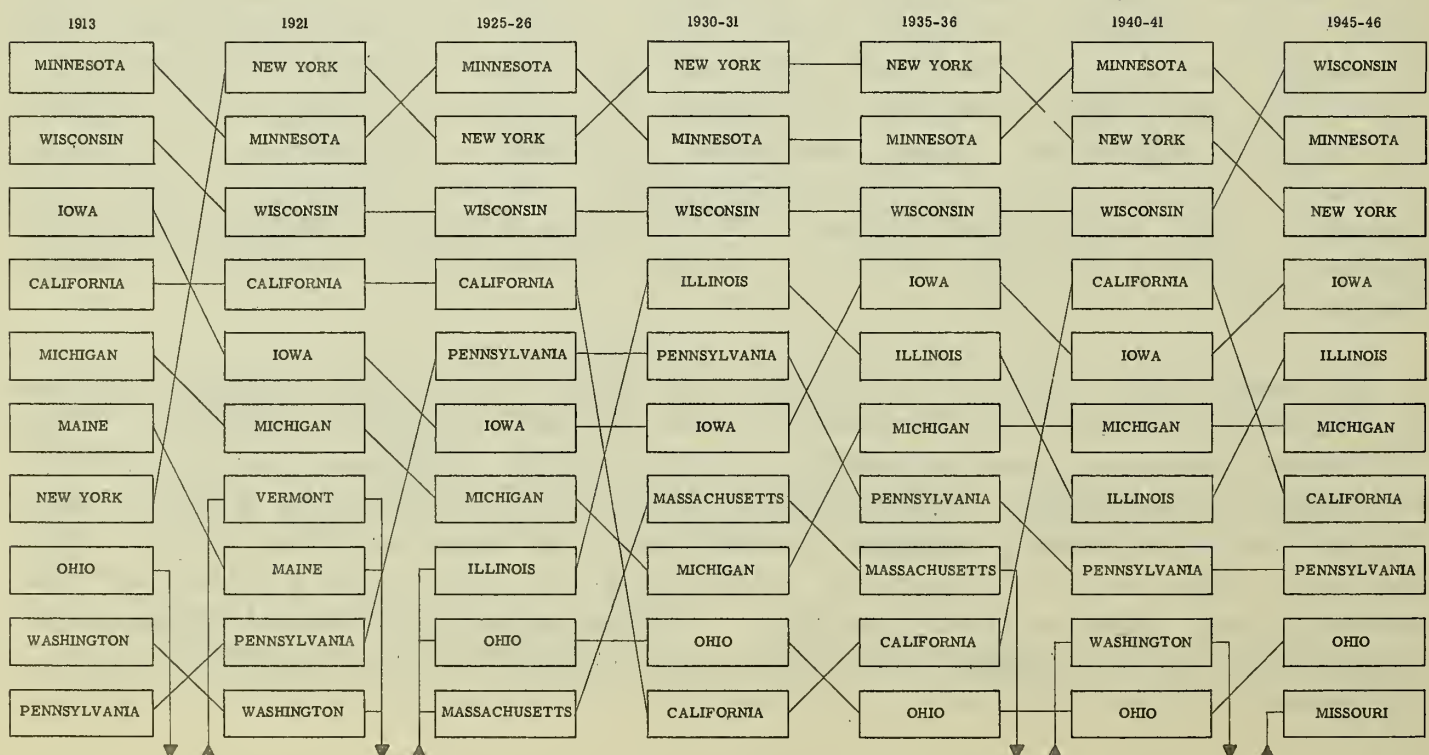 1913 1921 1925-26 1930-31 1935-36 1940-41 1945-46
MINNESOTA NEW YORK MINNESOTA NEW YORK NEW YORK MINNESOTA WISCONSIN
WISCONSIN MINNESOTA NEW YORK MINNESOTA MINNESOTA NEW YORK MINNESOTA
IOWA WISCONSIN WISCONSIN WISCONSIN WISCONSIN WISCONSIN NEW YORK
CALIFORNIA CALIFORNIA CALIFORNIA ILLINOIS IOWA CALIFORNIA IOWA
MICHIGAN IOWA PENNSYLVANIA PENNSYLVANIA ILLINOIS IOWA ILLINOIS
MAINE MICHIGAN IOWA IOWA MICHIGAN MICHIGAN MICHIGAN
NEW YORK VERMONT MICHIGAN MASSACHUSETTS PENNSYLVANIA ILLINOIS CALIFORNIA
OHIO MAINE ILLINOIS MICHIGAN MASSACHUSETTS PENNSYLVANIA PENNSYLVANIA
WASHINGTON PENNSYLVANIA OHIO OHIO CALIFORNIA WASHINGTON OHIO
PENNSYLVANIA WASHINGTON MASSACHUSETTS CALIFORNIA OHIO OHIO MISSOURI